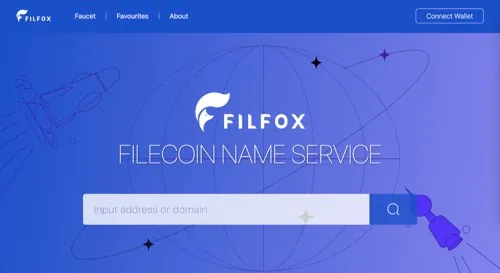 FILFOX
Faucet
Favourites
About
Connect Wallet
FILFOX
FILECOIN NAME SERVICE
Input address or domain